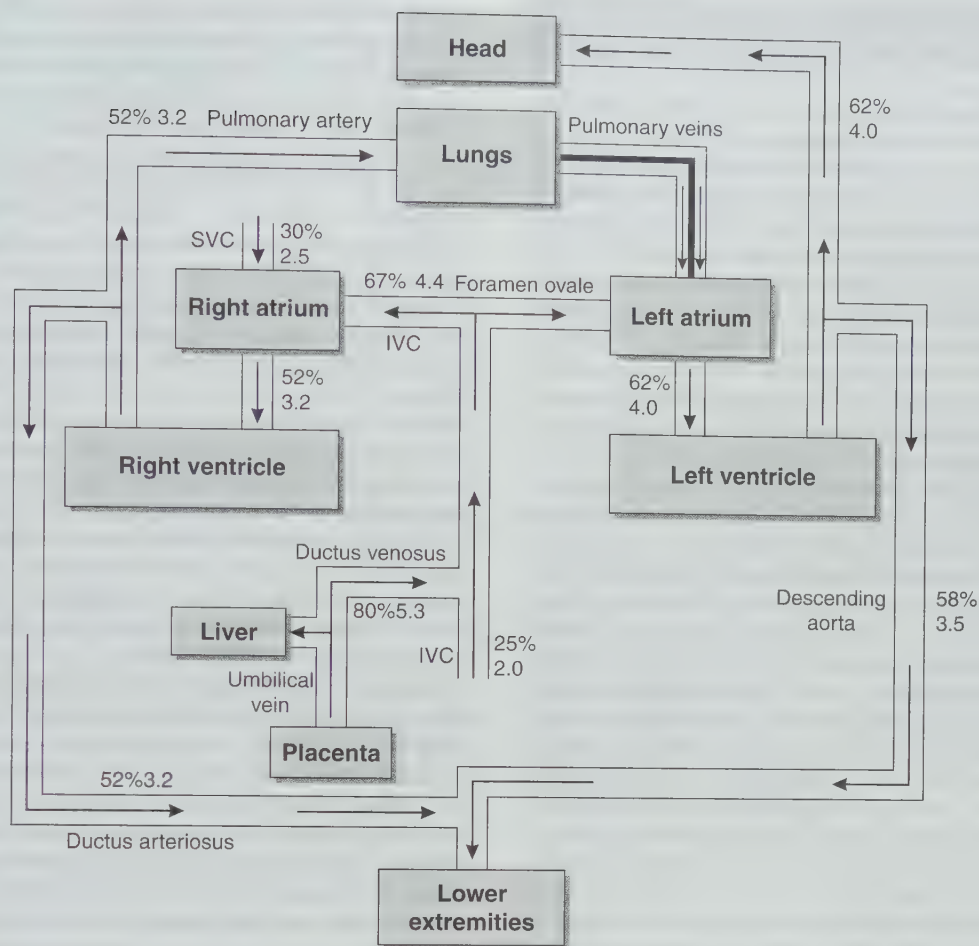 Head
52% 3.2 Pulmonary artery
Lungs
Pulmonary veins
62%
4.0
SVC
30%
2.5
Right atrium
67% 4.4 Foramen ovale
Left atrium
IVC
52%
3.2
62%
4.0
Right ventricle
Left ventricle
Ductus venosus
80%5.3
Liver
IVC
25%
2.0
Umbilical
vein
Placenta
Descending
aorta
58%
3.5
52%3.2
Ductus arteriosus
Lower
extremities